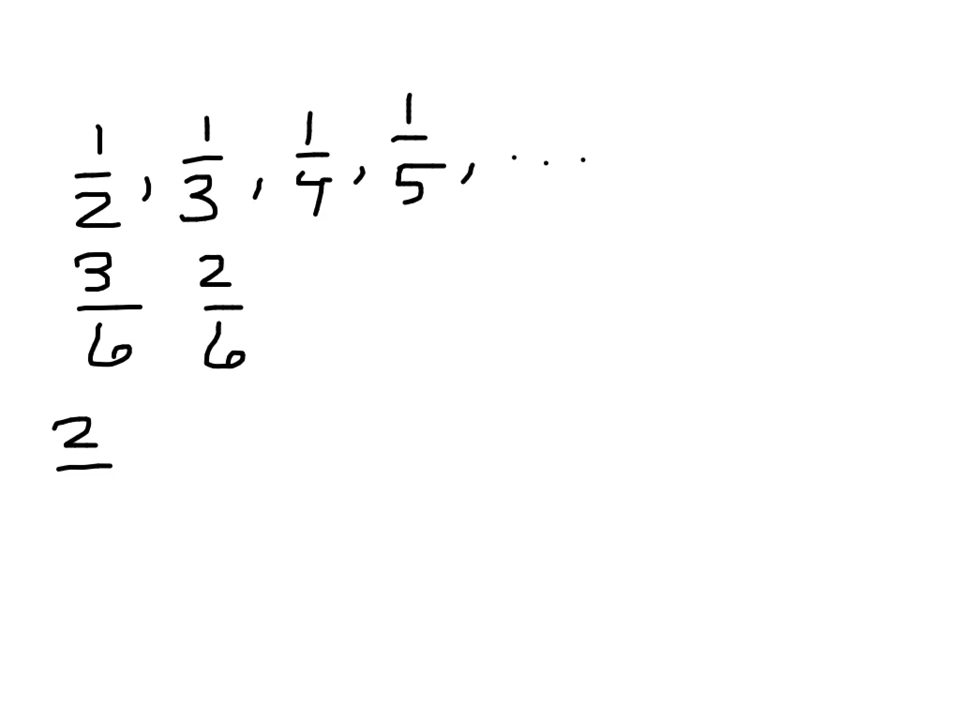 1/2, 1/3, 1/4, 1/5, . . .
3/6 2/6
2/